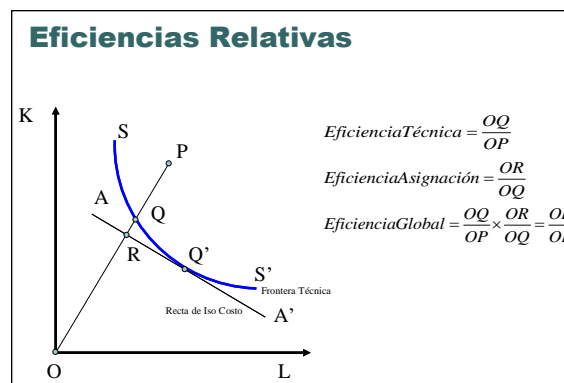 Eficiencias Relativas
K
S
P
A
Q
R
Q'
S'
Frontera Técnica
Recta de Iso Costo
A'
O
L
EficienciaTécnica = OQ/OP
EficienciaAsignación = OR/OQ
EficienciaGlobal = OQ/OP × OR/OQ =